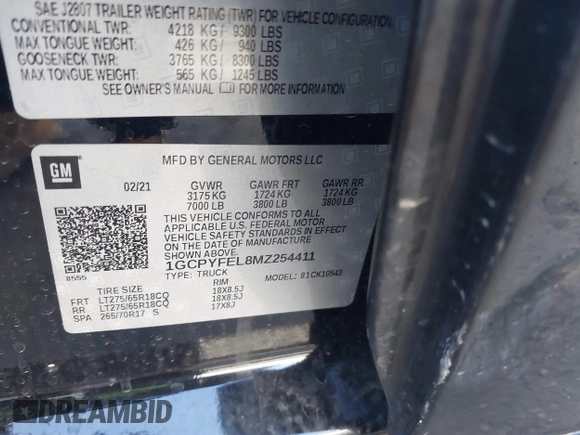 SAE J2807 TRAILER WEIGHT RATING (TWR) FOR VEHICLE CONFIGURATION.
CONVENTIONAL TWR: 4218 KG / 9300 LBS
MAX TONGUE WEIGHT: 426 KG / 940 LBS
GOOSENECK TWR: 3765 KG / 8300 LBS
MAX TONGUE WEIGHT: 565 KG / 1245 LBS
SEE OWNER'S MANUAL FOR MORE INFORMATION
GM
MFD BY GENERAL MOTORS LLC
02/21 GVWR GAWR FRT GAWR RR
3175 KG 1724 KG 1724 KG
7000 LB 3800 LB 3800 LB
THIS VEHICLE CONFORMS TO ALL
APPLICABLE U.S. FEDERAL MOTOR
VEHICLE SAFETY STANDARDS IN EFFECT
ON THE DATE OF MANUFACTURE
SHOWN ABOVE.
8555
1GCPYFEL8MZ254411
TYPE: TRUCK MODEL: 81CK10543
TIRE SIZE RIM
FRT LT275/65R18CQ 18X8.5J
RR LT275/65R18CQ 18X8.5J
SPA 265/70R17 S 17X8J
DREAMBID